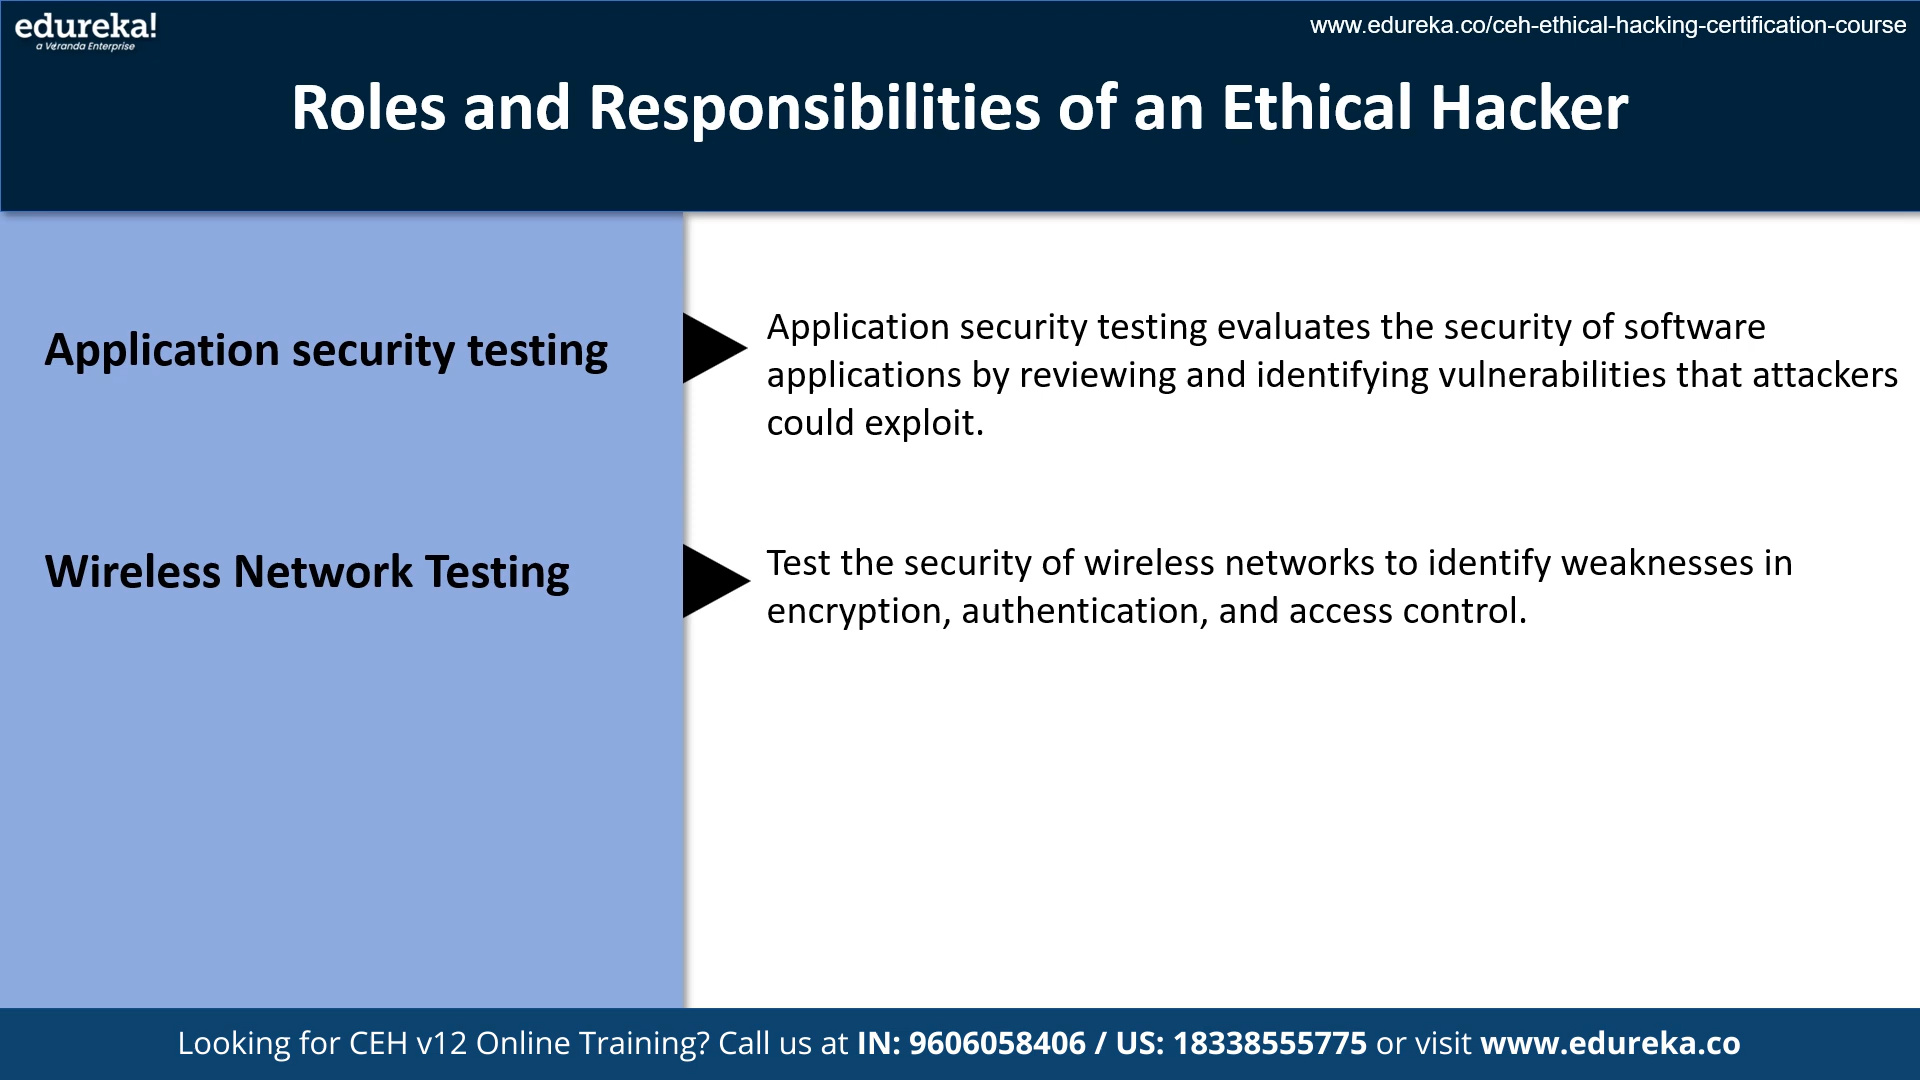 edureka!
a Veranda Enterprise
www.edureka.co/ceh-ethical-hacking-certification-course
Roles and Responsibilities of an Ethical Hacker
Application security testing
Application security testing evaluates the security of software
applications by reviewing and identifying vulnerabilities that attackers
could exploit.
Wireless Network Testing
Test the security of wireless networks to identify weaknesses in
encryption, authentication, and access control.
Looking for CEH v12 Online Training? Call us at IN: 9606058406 / US: 18338555775 or visit www.edureka.co